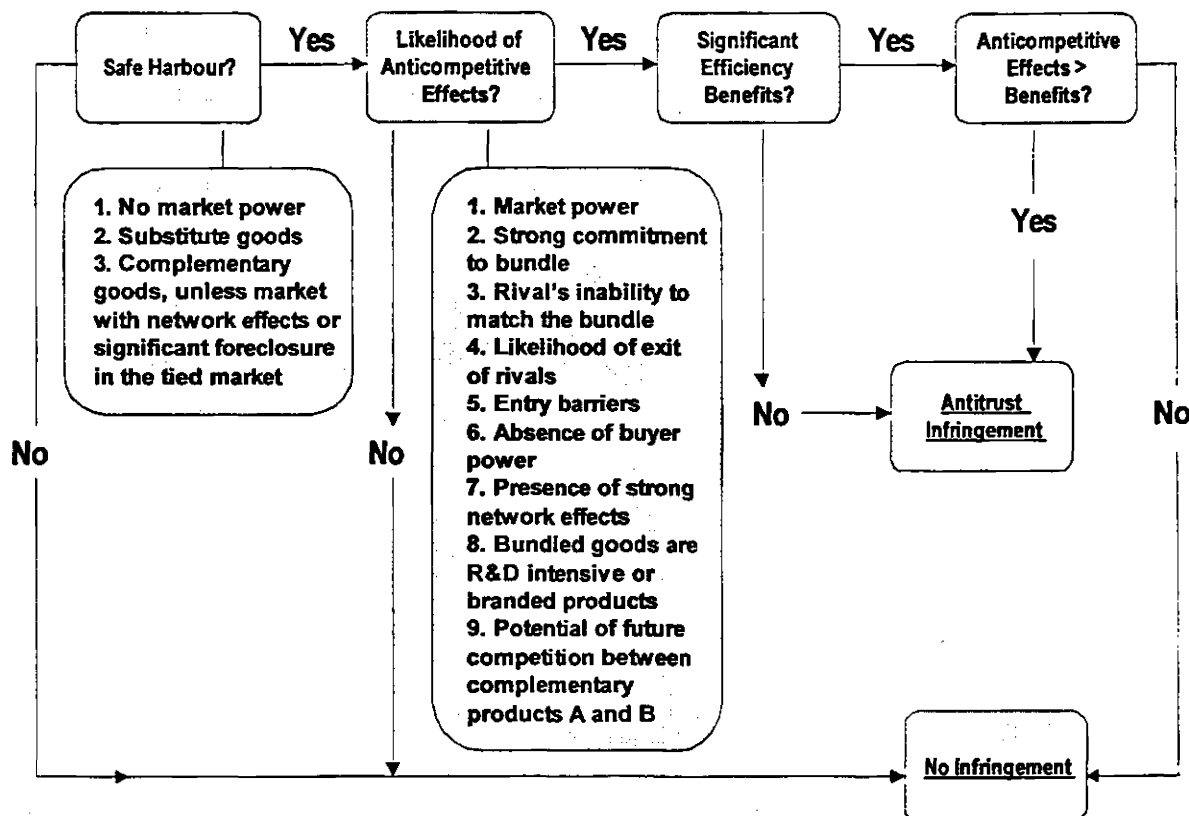 Safe Harbour?
Yes
Likelihood of
Anticompetitive
Effects?
Yes
Significant
Efficiency
Benefits?
Yes
Anticompetitive
Effects >
Benefits?
1. No market power
2. Substitute goods
3. Complementary
goods, unless market
with network effects or
significant foreclosure
in the tied market
1. Market power
2. Strong commitment
to bundle
3. Rival's inability to
match the bundle
4. Likelihood of exit
of rivals
5. Entry barriers
6. Absence of buyer
power
7. Presence of strong
network effects
8. Bundled goods are
R&D intensive or
branded products
9. Potential of future
competition between
complementary
products A and B
Yes
No
No
No
Antitrust
Infringement
No
No Infringement